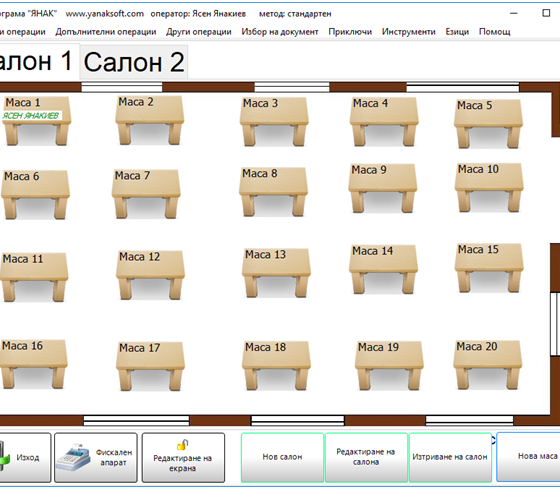 ограма "ЯНАК" www.yanaksoft.com оператор: Ясен Янакиев метод: стандартен
и операции Допълнителни операции Други операции Избор на документ Приключи Инструменти Езици Помощ
алон 1 Салон 2
Маса 1 Маса 2 Маса 3 Маса 4 Маса 5
ЯСЕН ЯНАКИЕВ
Маса 6 Маса 7 Маса 8 Маса 9 Маса 10
Маса 11 Маса 12 Маса 13 Маса 14 Маса 15
Маса 16 Маса 17 Маса 18 Маса 19 Маса 20
Изход
Фискален
апарат
Редактиране на
екрана
Нов салон
Редактиране на
салона
Изтриване на салон
Нова маса